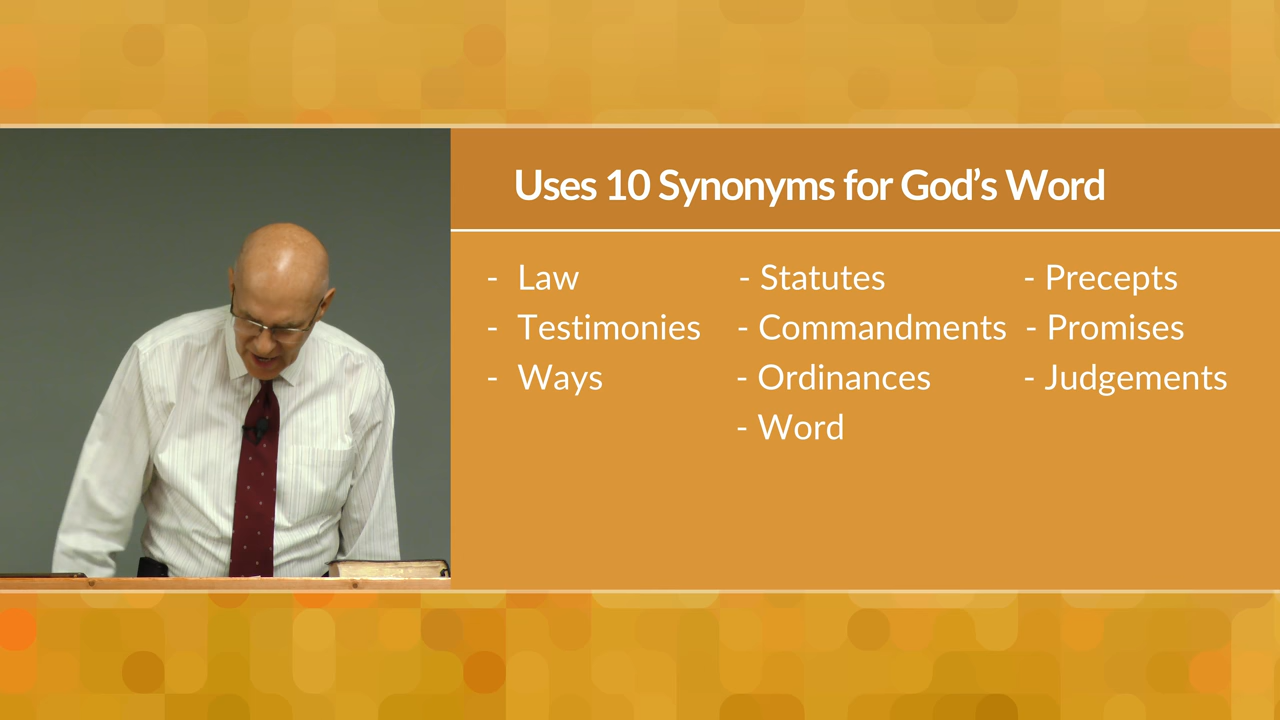 Uses 10 Synonyms for God’s Word
- Law
- Testimonies
- Ways
- Statutes
- Commandments
- Ordinances
- Word
- Precepts
- Promises
- Judgements